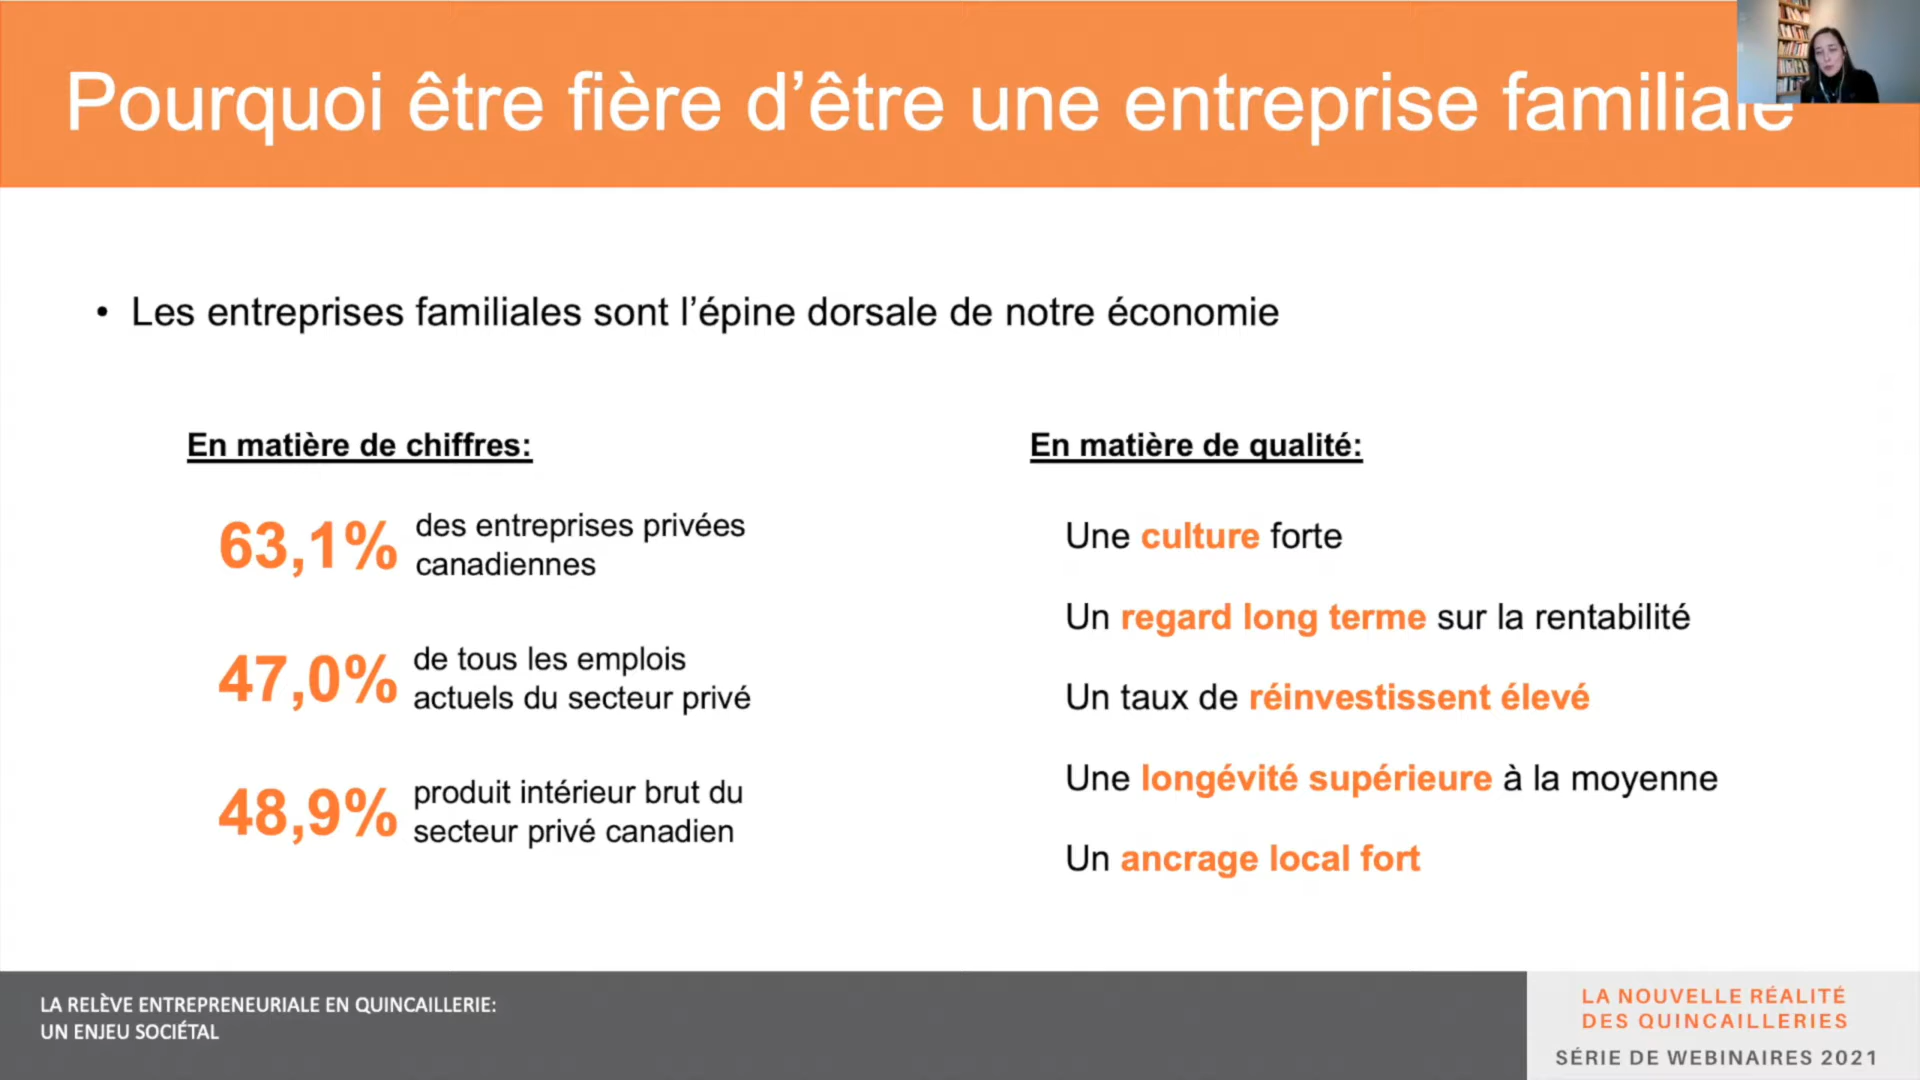 Pourquoi être fière d’être une entreprise familiale
• Les entreprises familiales sont l’épine dorsale de notre économie
En matière de chiffres:
63,1% des entreprises privées
canadiennes
47,0% de tous les emplois
actuels du secteur privé
48,9% produit intérieur brut du
secteur privé canadien
En matière de qualité:
Une culture forte
Un regard long terme sur la rentabilité
Un taux de réinvestissent élevé
Une longévité supérieure à la moyenne
Un ancrage local fort
LA RELÈVE ENTREPRENEURIALE EN QUINCAILLERIE:
UN ENJEU SOCIÉTAL
LA NOUVELLE RÉALITÉ
DES QUINCAILLERIES
SÉRIE DE WEBINAIRES 2021